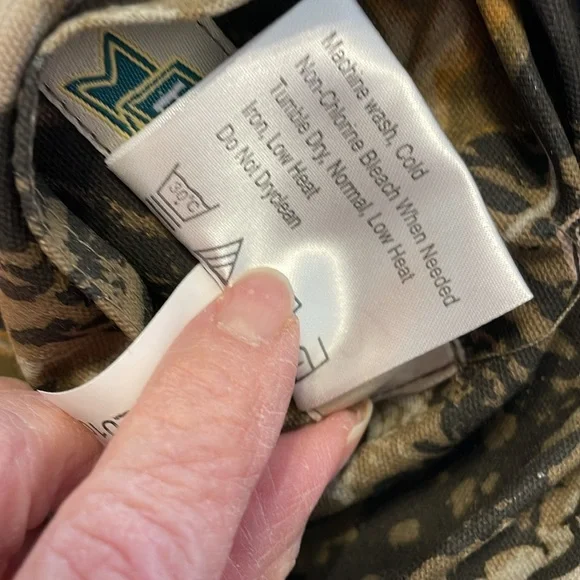 Machine wash, Cold
Non-Chlorine Bleach When Needed
Tumble Dry, Normal, Low Heat
Iron, Low Heat
Do Not Dryclean
30°C